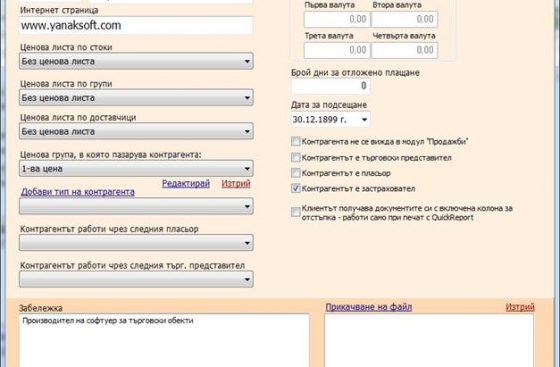 Интернет страница
www.yanaksoft.com
Ценова листа по стоки
Без ценова листа
Ценова листа по групи
Без ценова листа
Ценова листа по доставчици
Без ценова листа
Ценова група, в която пазарува контрагента:
1-ва цена
Редактирай Изтрий
Добави тип на контрагента
Контрагентът работи чрез следния пласьор
Контрагентът работи чрез следния търг. представител
Първа валута Втора валута
0,00 0,00
Трета валута Четвърта валута
0,00 0,00
Брой дни за отложено плащане
0
Дата за подсещане
30.12.1899 г.
Контрагента не се вижда в модул "Продажби"
Контрагентът е търговски представител
Контрагентът е пласьор
Контрагентът е застраховател
Клиентът получава документите си с включена колона за
отстъпка - работи само при печат с QuickReport
Забележка
Производител на софтуер за търговски обекти
Прикачване на файл Изтрий